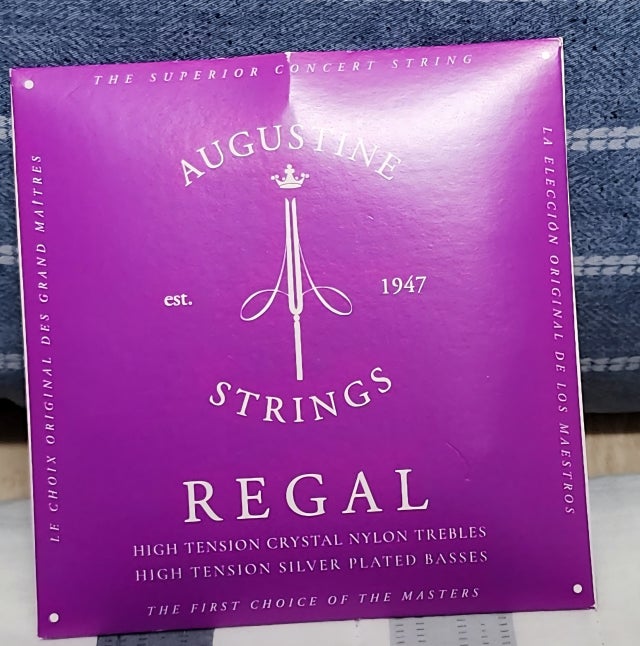 THE SUPERIOR CONCERT STRING
AUGUSTINE
est. 1947
STRINGS
REGAL
HIGH TENSION CRYSTAL NYLON TREBLES
HIGH TENSION SILVER PLATED BASSES
THE FIRST CHOICE OF THE MASTERS
LE CHOIX ORIGINAL DES GRAND MAÎTRES
LA ELECCIÓN ORIGINAL DE LOS MAESTROS